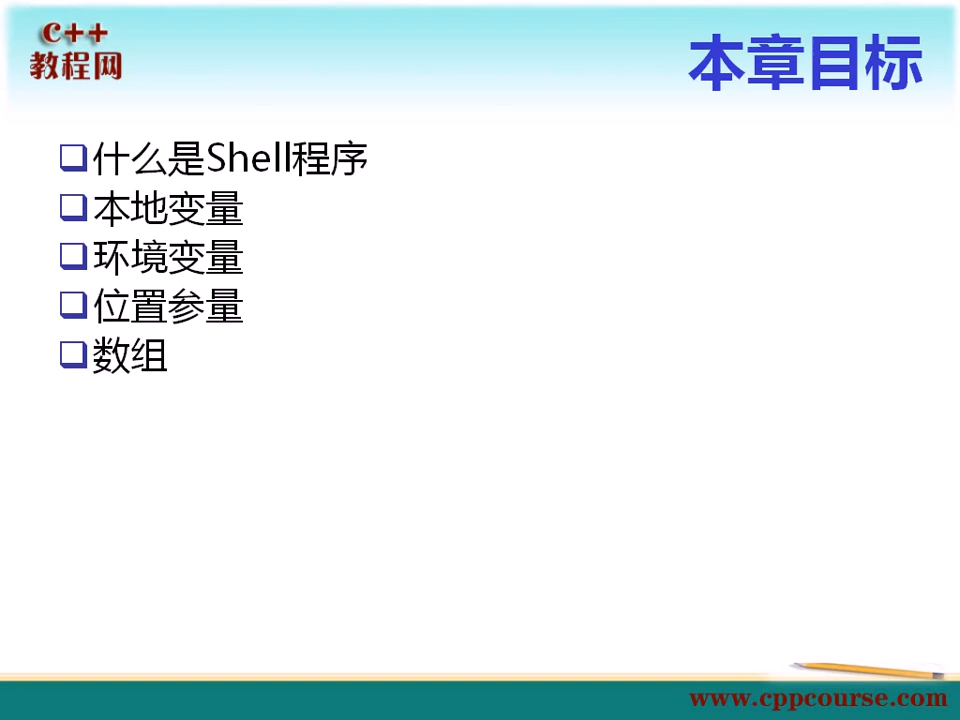 C++
教程网
本章目标
什么是Shell程序
本地变量
环境变量
位置参量
数组
www.cppcourse.com